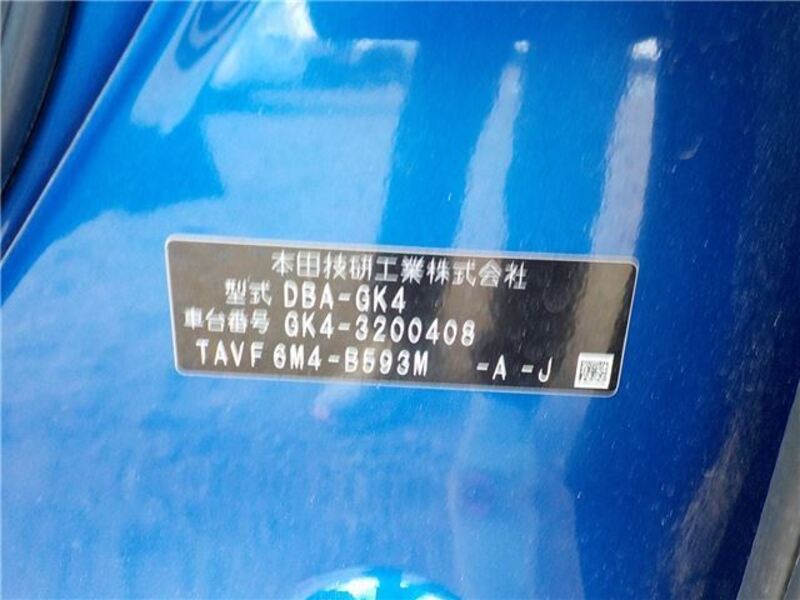 本田技研工業株式会社
型式 DBA-GK4
車台番号 GK4-3200408
TAVF 6M4-B593M -A -J